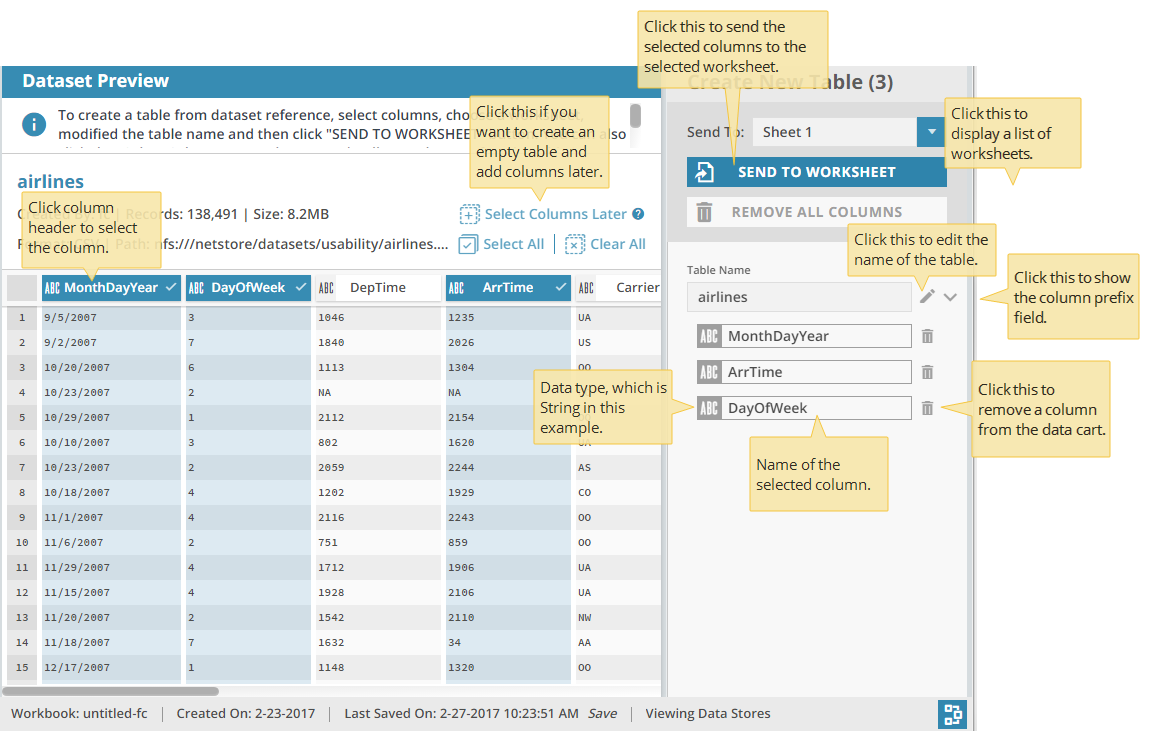 Click this to send the
selected columns to the
selected worksheet.
Dataset Preview
Create New Table (3)
To create a table from dataset reference, select columns, choo
modified the table name and then click "SEND TO WORKSHEE
also
Click this if you
want to create an
empty table and
add columns later.
Send To:
Sheet 1
Click this to
display a list of
worksheets.
SEND TO WORKSHEET
REMOVE ALL COLUMNS
airlines
Click column
header to select
the column.
Records: 138,491 | Size: 8.2MB
Select Columns Later
Path: nfs:///netstore/datasets/usability/airlines....
Select All
Clear All
Click this to edit the
name of the table.
Table Name
airlines
Click this to show
the column prefix
field.
ABC MonthDayYear
ABC ArrTime
ABC DayOfWeek
Data type, which is
String in this
example.
Click this to
remove a column
from the data cart.
Name of the
selected column.
ABC MonthDayYear ABC DayOfWeek ABC DepTime ABC ArrTime ABC Carrier
1 9/5/2007 3 1046 1235 UA
2 9/2/2007 7 1840 2026 US
3 10/20/2007 6 1113 1304 OO
4 10/23/2007 2 NA NA
5 10/29/2007 1 2112 2154
6 10/10/2007 3 802 1620 UA
7 10/23/2007 2 2059 2244 AS
8 10/18/2007 4 1202 1929 CO
9 11/1/2007 4 2116 2243 OO
10 11/6/2007 2 751 859 OO
11 11/29/2007 4 1712 1906 UA
12 11/15/2007 4 1928 2106 UA
13 11/20/2007 2 1542 2110 NW
14 11/18/2007 7 1632 34 AA
15 12/17/2007 1 1148 1320 OO
Workbook: untitled-fc | Created On: 2-23-2017 | Last Saved On: 2-27-2017 10:23:51 AM Save | Viewing Data Stores